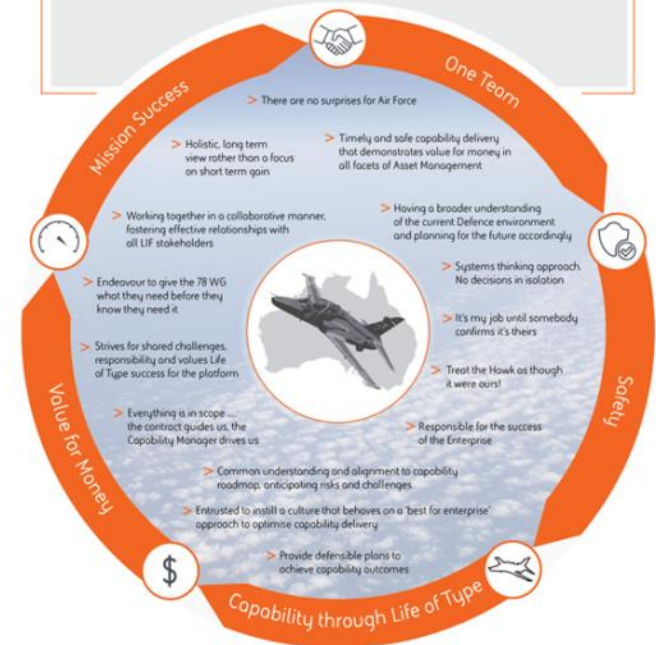 One Team
Mission Success
> There are no surprises for Air Force
> Holistic, long term
view rather than a focus
on short term gain
> Timely and safe capability delivery
that demonstrates value for money in
all facets of Asset Management
> Working together in a collaborative manner,
fostering effective relationships with
all LIF stakeholders
> Having a broader understanding
of the current Defence environment
and planning for the future accordingly
> Endeavour to give the 78 WG
what they need before they
know they need it
> Systems thinking approach.
No decisions in isolation
> It's my job until somebody
confirms it's theirs
> Strives for shared challenges,
responsibility and values Life
of Type success for the platform
> Treat the Hawk as though
it were ours!
> Everything is in scope ...
the contract guides us, the
Capability Manager drives us
> Responsible for the success
of the Enterprise
> Common understanding and alignment to capability
roadmap, anticipating risks and challenges
> Entrusted to instill a culture that behaves on a 'best for enterprise'
approach to optimise capability delivery
> Provide defensible plans to
achieve capability outcomes
Safety
Value for Money
$
Capability through Life of Type